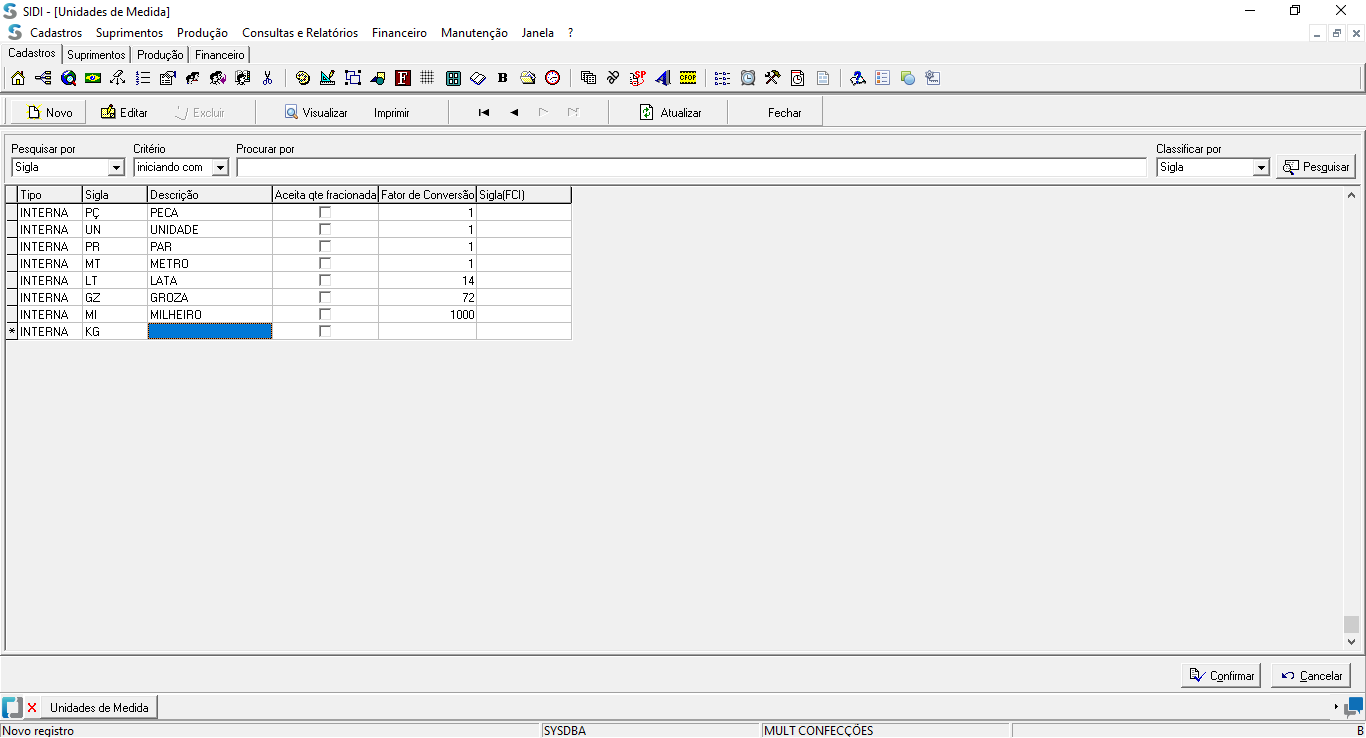 SIDI - [Unidades de Medida]
Cadastros Suprimentos Produção Consultas e Relatórios Financeiro Manutenção Janela ?
Cadastros Suprimentos Produção Financeiro
F B SP CFOP
Novo Editar Excluir Visualizar Imprimir Atualizar Fechar
Pesquisar por Critério Procurar por Classificar por
Sigla iniciando com Sigla Pesquisar
Tipo Sigla Descrição Aceita qte fracionada Fator de Conversão Sigla(FCI)
INTERNA PÇ PECA 1
INTERNA UN UNIDADE 1
INTERNA PR PAR 1
INTERNA MT METRO 1
INTERNA LT LATA 14
INTERNA GZ GROZA 72
INTERNA MI MILHEIRO 1000
* INTERNA KG
Confirmar Cancelar
Unidades de Medida
Novo registro SYSDBA MULT CONFECÇÕES B